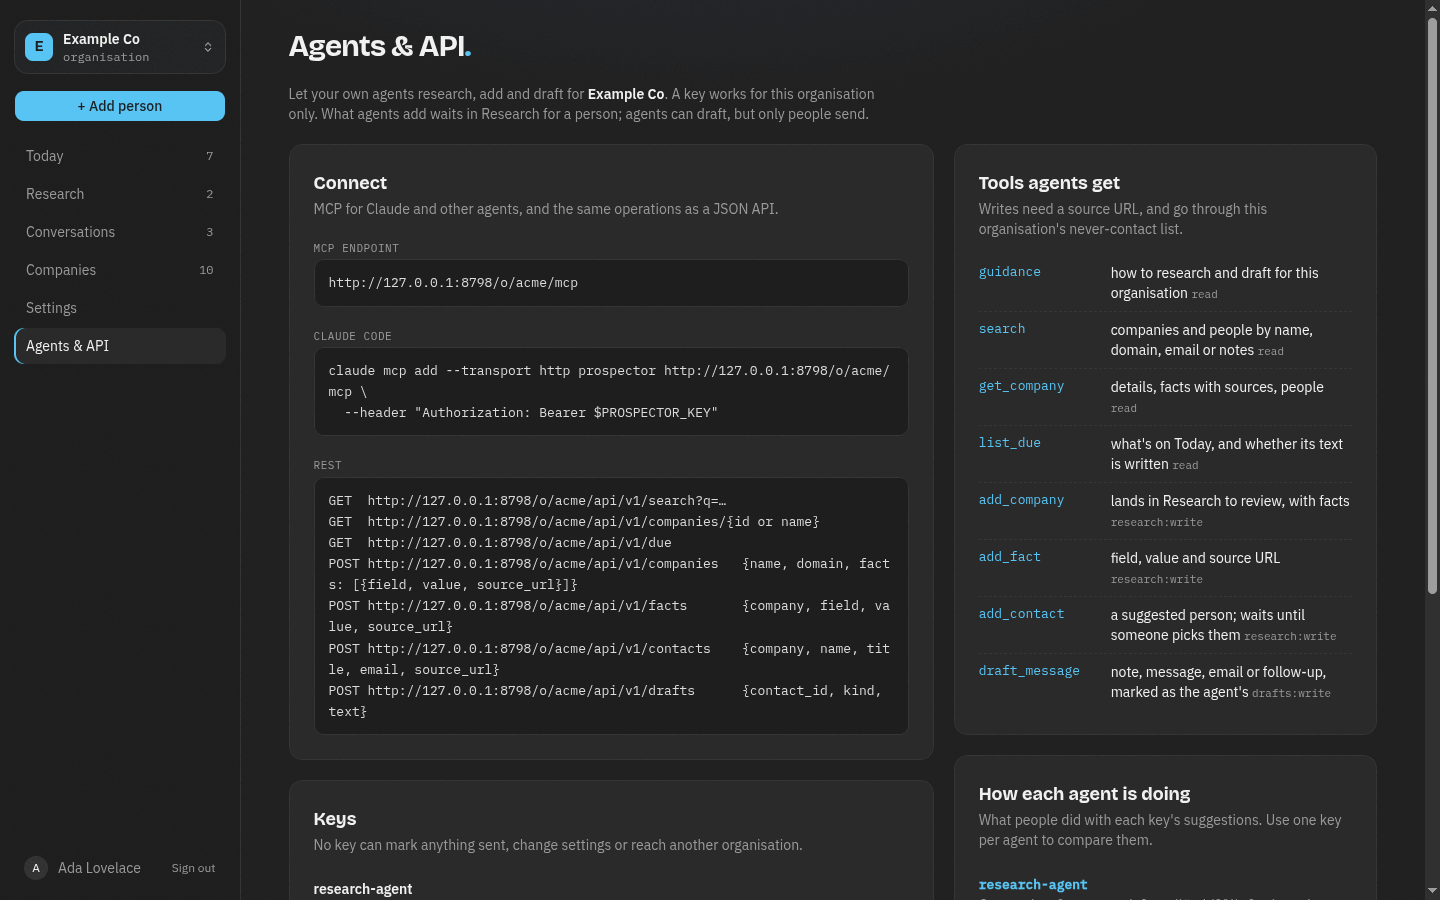 E
Example Co
organisation
+ Add person
Today 7
Research 2
Conversations 3
Companies 10
Settings
Agents & API
A Ada Lovelace Sign out
Agents & API.
Let your own agents research, add and draft for Example Co. A key works for this organisation
only. What agents add waits in Research for a person; agents can draft, but only people send.
Connect
MCP for Claude and other agents, and the same operations as a JSON API.
MCP ENDPOINT
http://127.0.0.1:8798/o/acme/mcp
CLAUDE CODE
claude mcp add --transport http prospector http://127.0.0.1:8798/o/acme/
mcp \
--header "Authorization: Bearer $PROSPECTOR_KEY"
REST
GET  http://127.0.0.1:8798/o/acme/api/v1/search?q=…
GET  http://127.0.0.1:8798/o/acme/api/v1/companies/{id or name}
GET  http://127.0.0.1:8798/o/acme/api/v1/due
POST http://127.0.0.1:8798/o/acme/api/v1/companies   {name, domain, fact
s: [{field, value, source_url}]}
POST http://127.0.0.1:8798/o/acme/api/v1/facts       {company, field, va
lue, source_url}
POST http://127.0.0.1:8798/o/acme/api/v1/contacts    {company, name, tit
le, email, source_url}
POST http://127.0.0.1:8798/o/acme/api/v1/drafts      {contact_id, kind,
text}
Keys
No key can mark anything sent, change settings or reach another organisation.
research-agent
Tools agents get
Writes need a source URL, and go through this
organisation's never-contact list.
guidance how to research and draft for this
organisation read
search companies and people by name,
domain, email or notes read
get_company details, facts with sources, people
read
list_due what's on Today, and whether its text
is written read
add_company lands in Research to review, with facts
research:write
add_fact field, value and source URL
research:write
add_contact a suggested person; waits until
someone picks them research:write
draft_message note, message, email or follow-up,
marked as the agent's drafts:write
How each agent is doing
What people did with each key's suggestions. Use one key
per agent to compare them.
research-agent